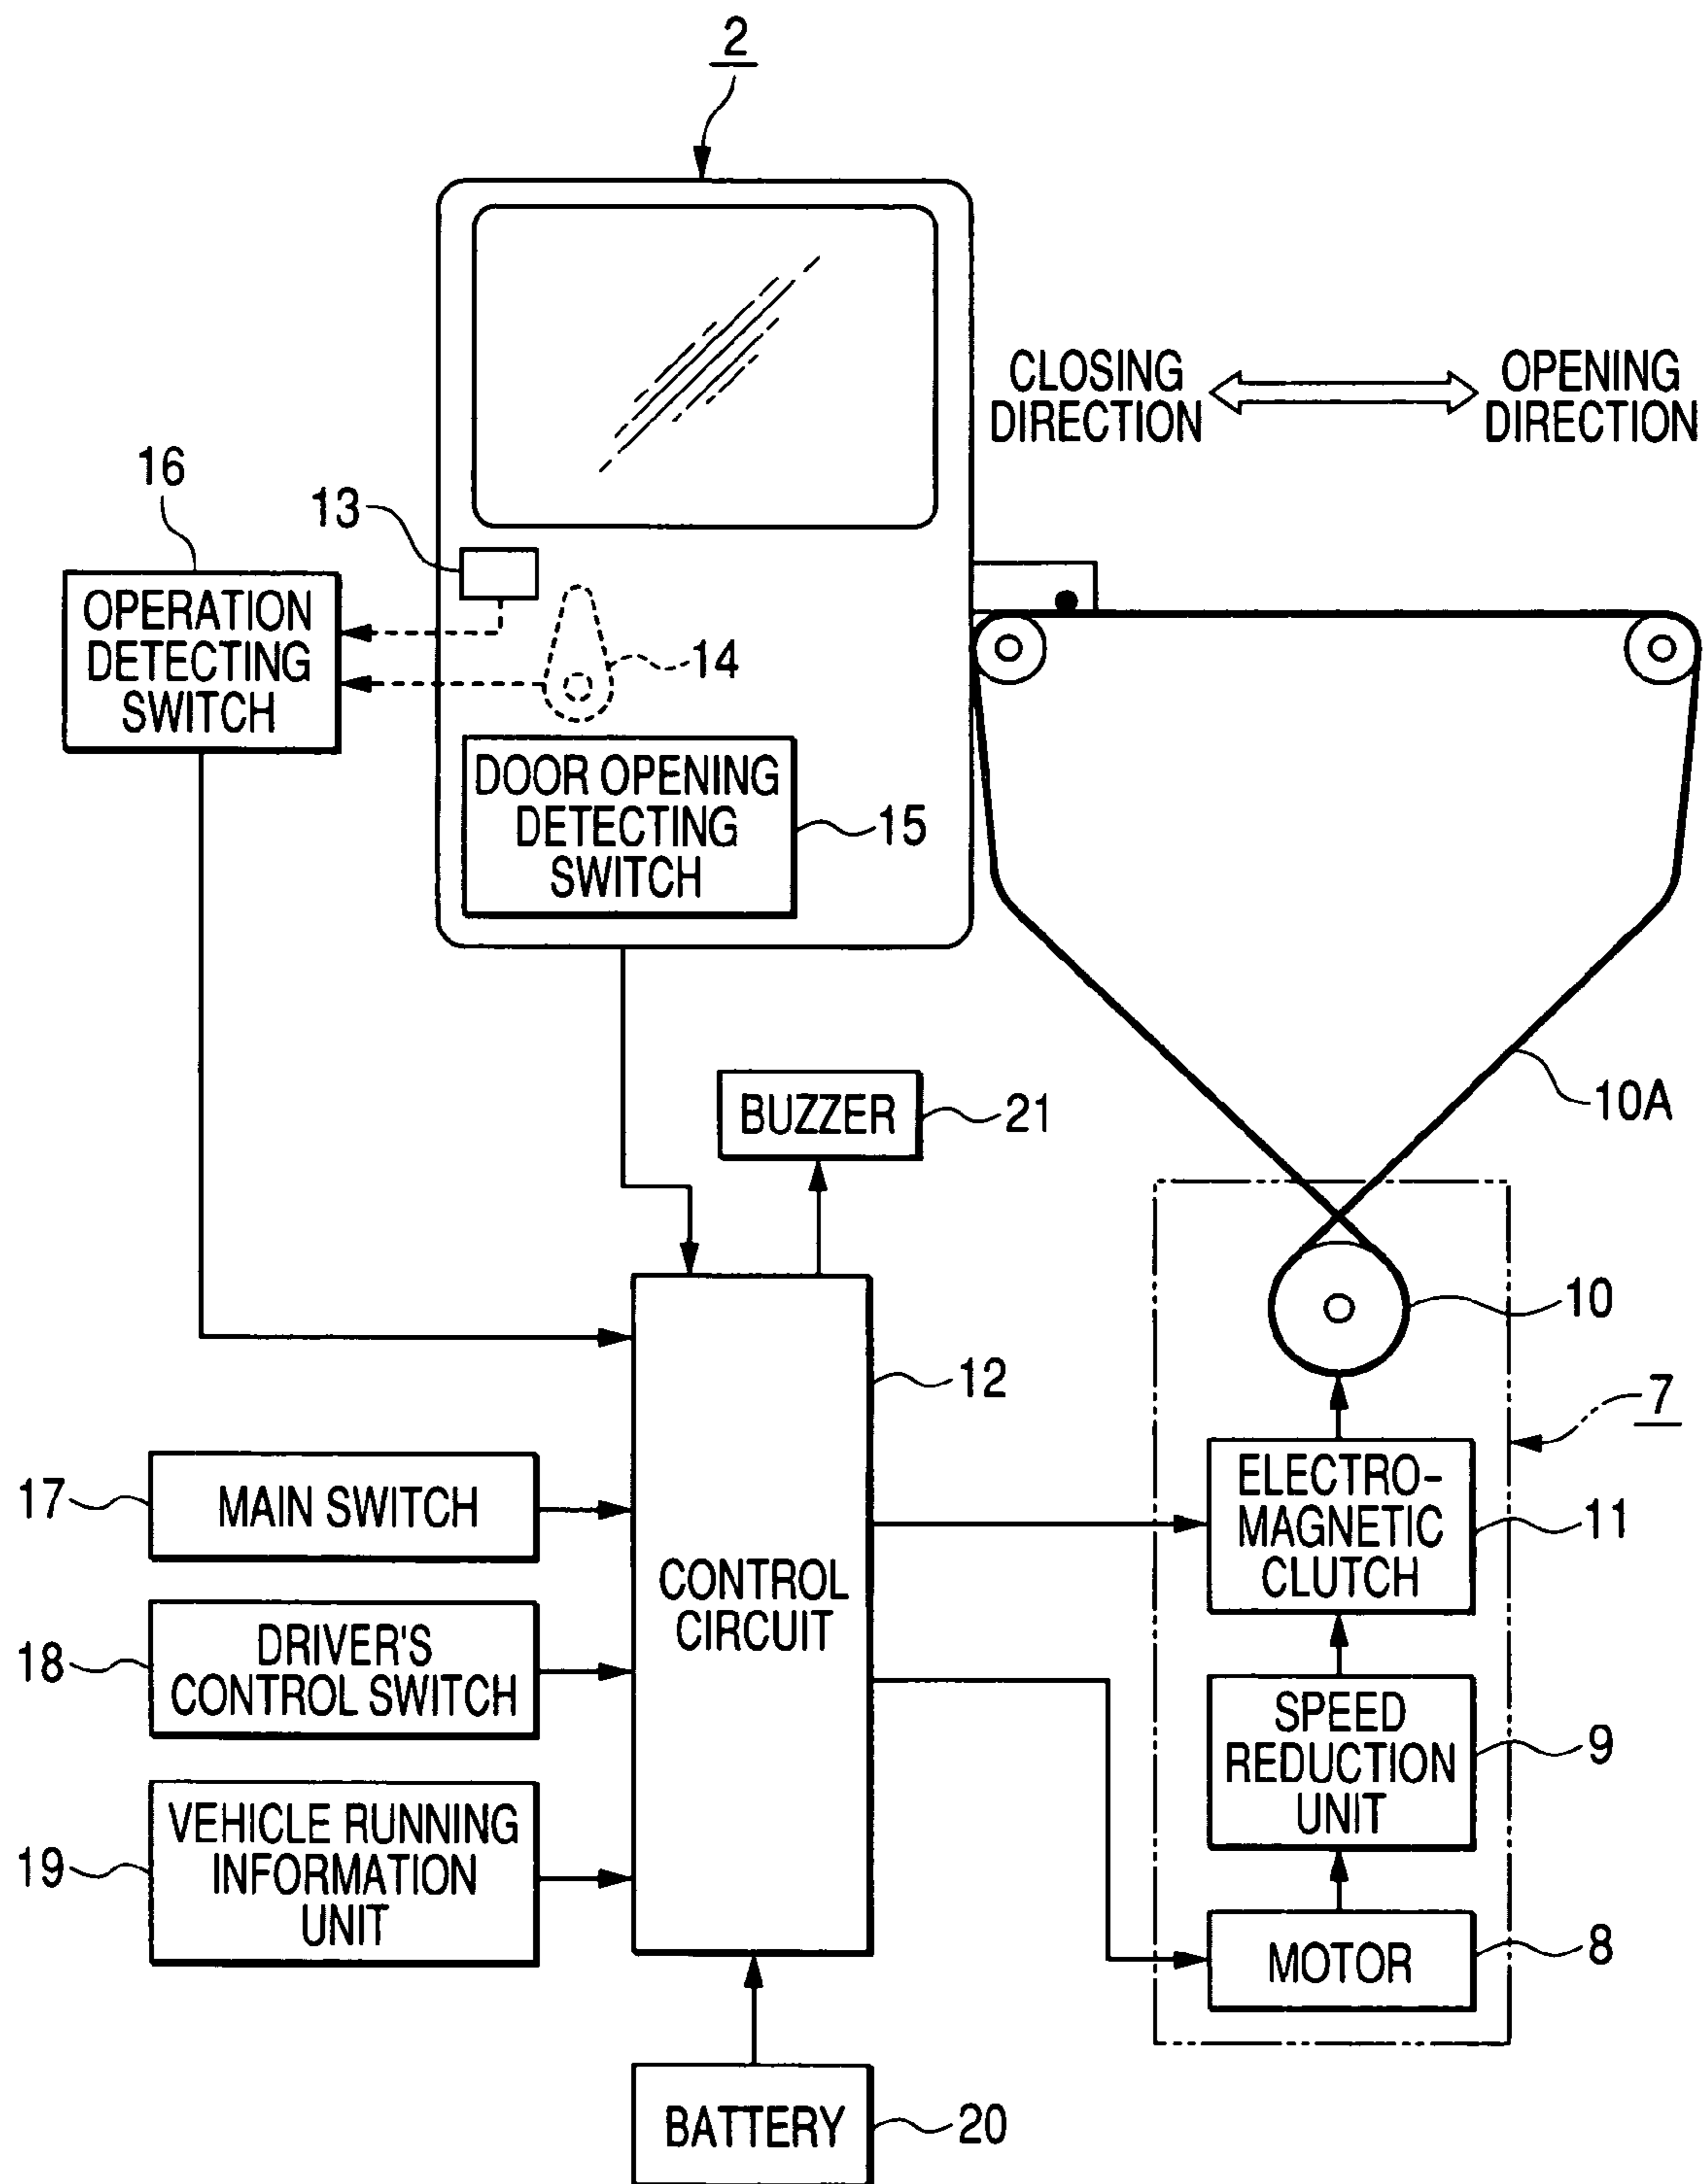 2
CLOSING
DIRECTION
OPENING
DIRECTION
16
13
OPERATION
DETECTING
SWITCH
14
DOOR OPENING
DETECTING
SWITCH
15
BUZZER
21
10A
10
12
7
17
MAIN SWITCH
ELECTRO-
MAGNETIC
CLUTCH
11
CONTROL
CIRCUIT
18
DRIVER'S
CONTROL SWITCH
SPEED
REDUCTION
UNIT
9
19
VEHICLE RUNNING
INFORMATION
UNIT
MOTOR
8
BATTERY
20